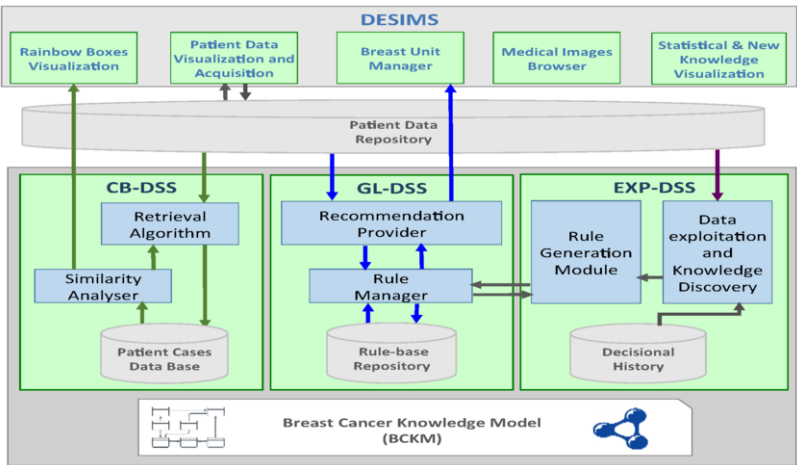 DESIMS
Rainbow Boxes
Visualization
Patient Data
Visualization and
Acquisition
Breast Unit
Manager
Medical Images
Browser
Statistical & New
Knowledge
Visualization
Patient Data
Repository
CB-DSS
Retrieval
Algorithm
Similarity
Analyser
Patient Cases
Data Base
GL-DSS
Recommendation
Provider
Rule
Manager
Rule-base
Repository
EXP-DSS
Rule
Generation
Module
Data
exploitation
and
Knowledge
Discovery
Decisional
History
Breast Cancer Knowledge Model
(BCKM)